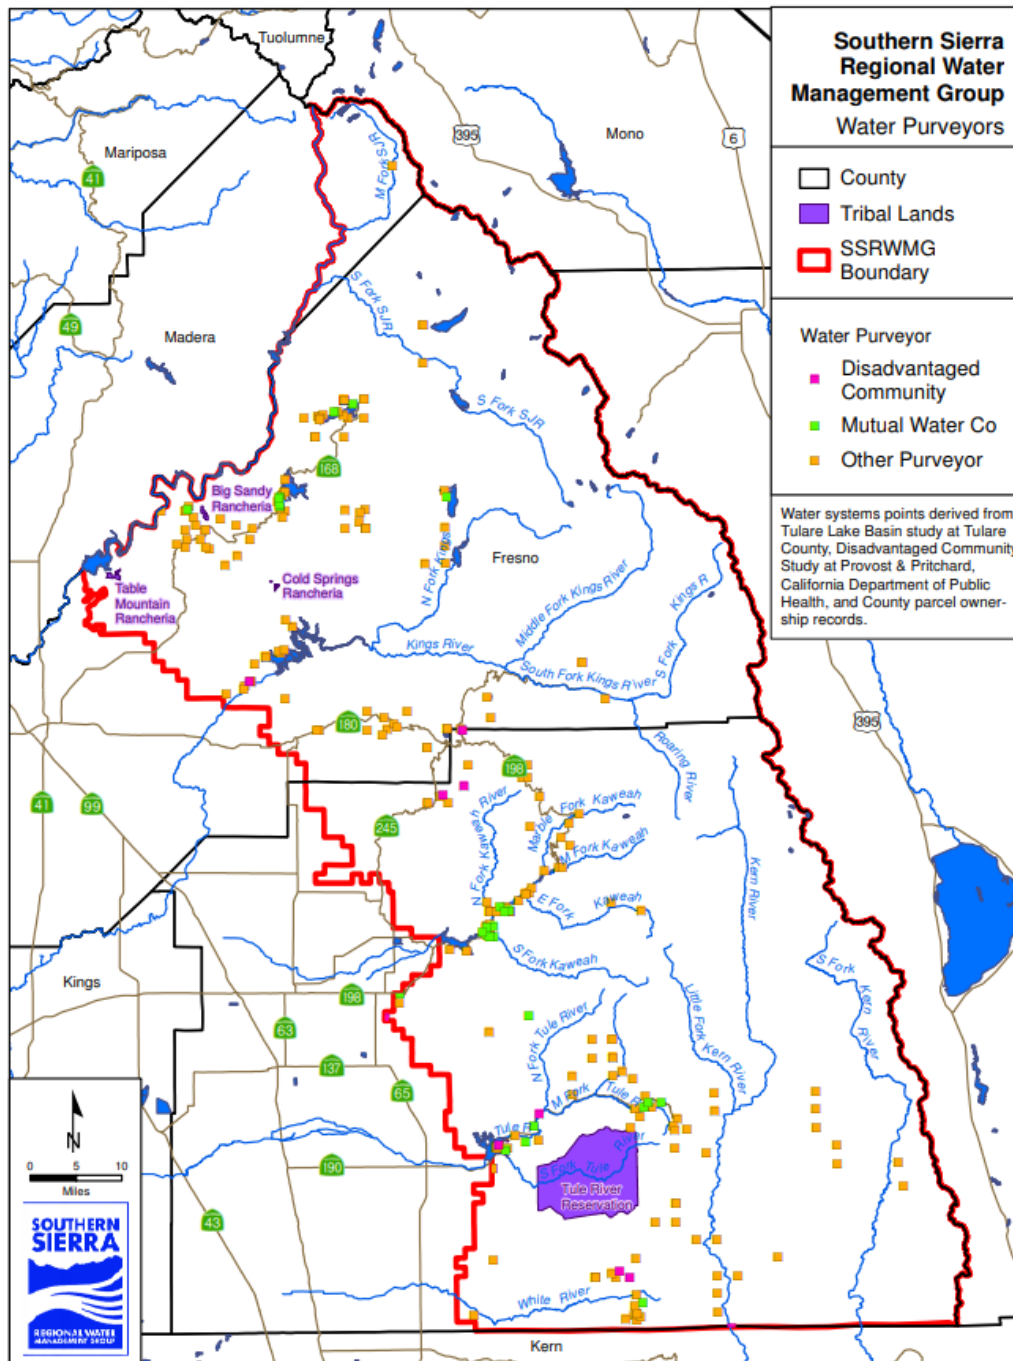 Southern Sierra
Regional Water
Management Group
Water Purveyors
County
Tribal Lands
SSRWMG
Boundary
Water Purveyor
Disadvantaged
Community
Mutual Water Co
Other Purveyor
Water systems points derived from
Tulare Lake Basin study at Tulare
County, Disadvantaged Community
Study at Provost & Pritchard,
California Department of Public
Health, and County parcel owner-
ship records.
Tuolumne
395
Mono
6
Mariposa
41
M Fork SJR
S Fork SJR
49
Madera
S Fork SJR
168
Big Sandy
Rancheria
Fresno
N Fork Kings
Cold Springs
Rancheria
Table
Mountain
Rancheria
Middle Fork Kings River
Kings R
S Fork
Kings River
South Fork Kings River
180
395
Roaring River
198
41
99
245
N Fork Kaweah River
Marble
Fork Kaweah
M Fork Kaweah
E Fork
Kaweah
Kern River
S Fork Kaweah
S Fork
Kern
River
Kings
198
63
Little Fork Kern River
N Fork Tule River
137
65
M Fork
Tule R
Tule R
190
S Fork Tule
River
Tule River
Reservation
43
White River
Kern
N
0
5
10
Miles
SOUTHERN
SIERRA
REGIONAL WATER
MANAGEMENT GROUP